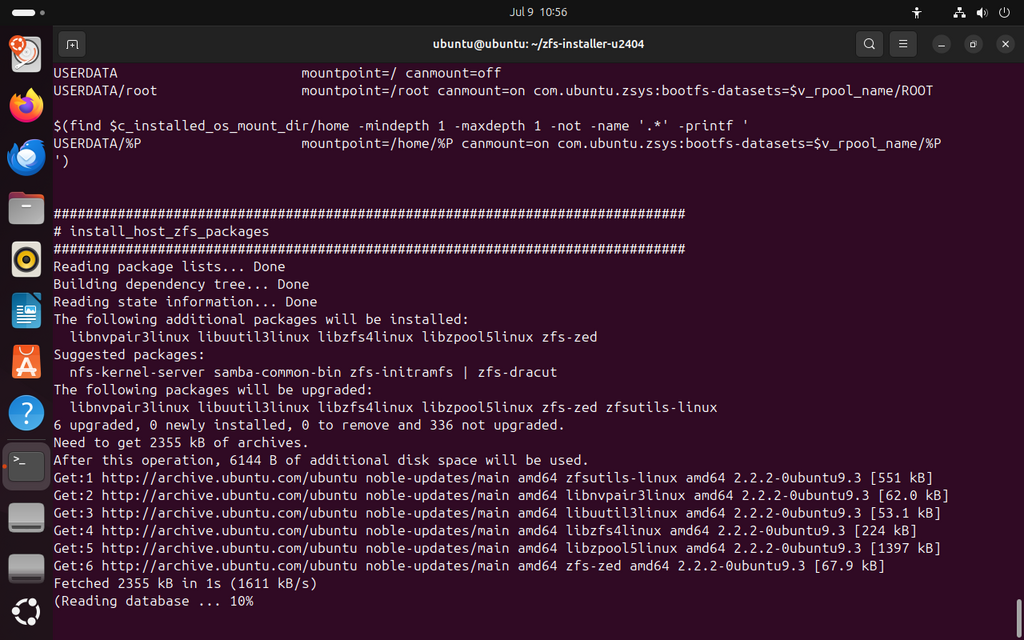 Jul 9 10:56
ubuntu@ubuntu: ~/zfs-installer-u2404
USERDATA mountpoint=/ canmount=off
USERDATA/root mountpoint=/root canmount=on com.ubuntu.zsys:bootfs-datasets=$v_rpool_name/ROOT
$(find $c_installed_os_mount_dir/home -mindepth 1 -maxdepth 1 -not -name '.*' -printf '
USERDATA/%P mountpoint=/home/%P canmount=on com.ubuntu.zsys:bootfs-datasets=$v_rpool_name/%P
')
###############################################################################
# install_host_zfs_packages
###############################################################################
Reading package lists... Done
Building dependency tree... Done
Reading state information... Done
The following additional packages will be installed:
libnvpair3linux libuutil3linux libzfs4linux libzpool5linux zfs-zed
Suggested packages:
nfs-kernel-server samba-common-bin zfs-initramfs | zfs-dracut
The following packages will be upgraded:
libnvpair3linux libuutil3linux libzfs4linux libzpool5linux zfs-zed zfsutils-linux
6 upgraded, 0 newly installed, 0 to remove and 336 not upgraded.
Need to get 2355 kB of archives.
After this operation, 6144 B of additional disk space will be used.
Get:1 http://archive.ubuntu.com/ubuntu noble-updates/main amd64 zfsutils-linux amd64 2.2.2-0ubuntu9.3 [551 kB]
Get:2 http://archive.ubuntu.com/ubuntu noble-updates/main amd64 libnvpair3linux amd64 2.2.2-0ubuntu9.3 [62.0 kB]
Get:3 http://archive.ubuntu.com/ubuntu noble-updates/main amd64 libuutil3linux amd64 2.2.2-0ubuntu9.3 [53.1 kB]
Get:4 http://archive.ubuntu.com/ubuntu noble-updates/main amd64 libzfs4linux amd64 2.2.2-0ubuntu9.3 [224 kB]
Get:5 http://archive.ubuntu.com/ubuntu noble-updates/main amd64 libzpool5linux amd64 2.2.2-0ubuntu9.3 [1397 kB]
Get:6 http://archive.ubuntu.com/ubuntu noble-updates/main amd64 zfs-zed amd64 2.2.2-0ubuntu9.3 [67.9 kB]
Fetched 2355 kB in 1s (1611 kB/s)
(Reading database ... 10%